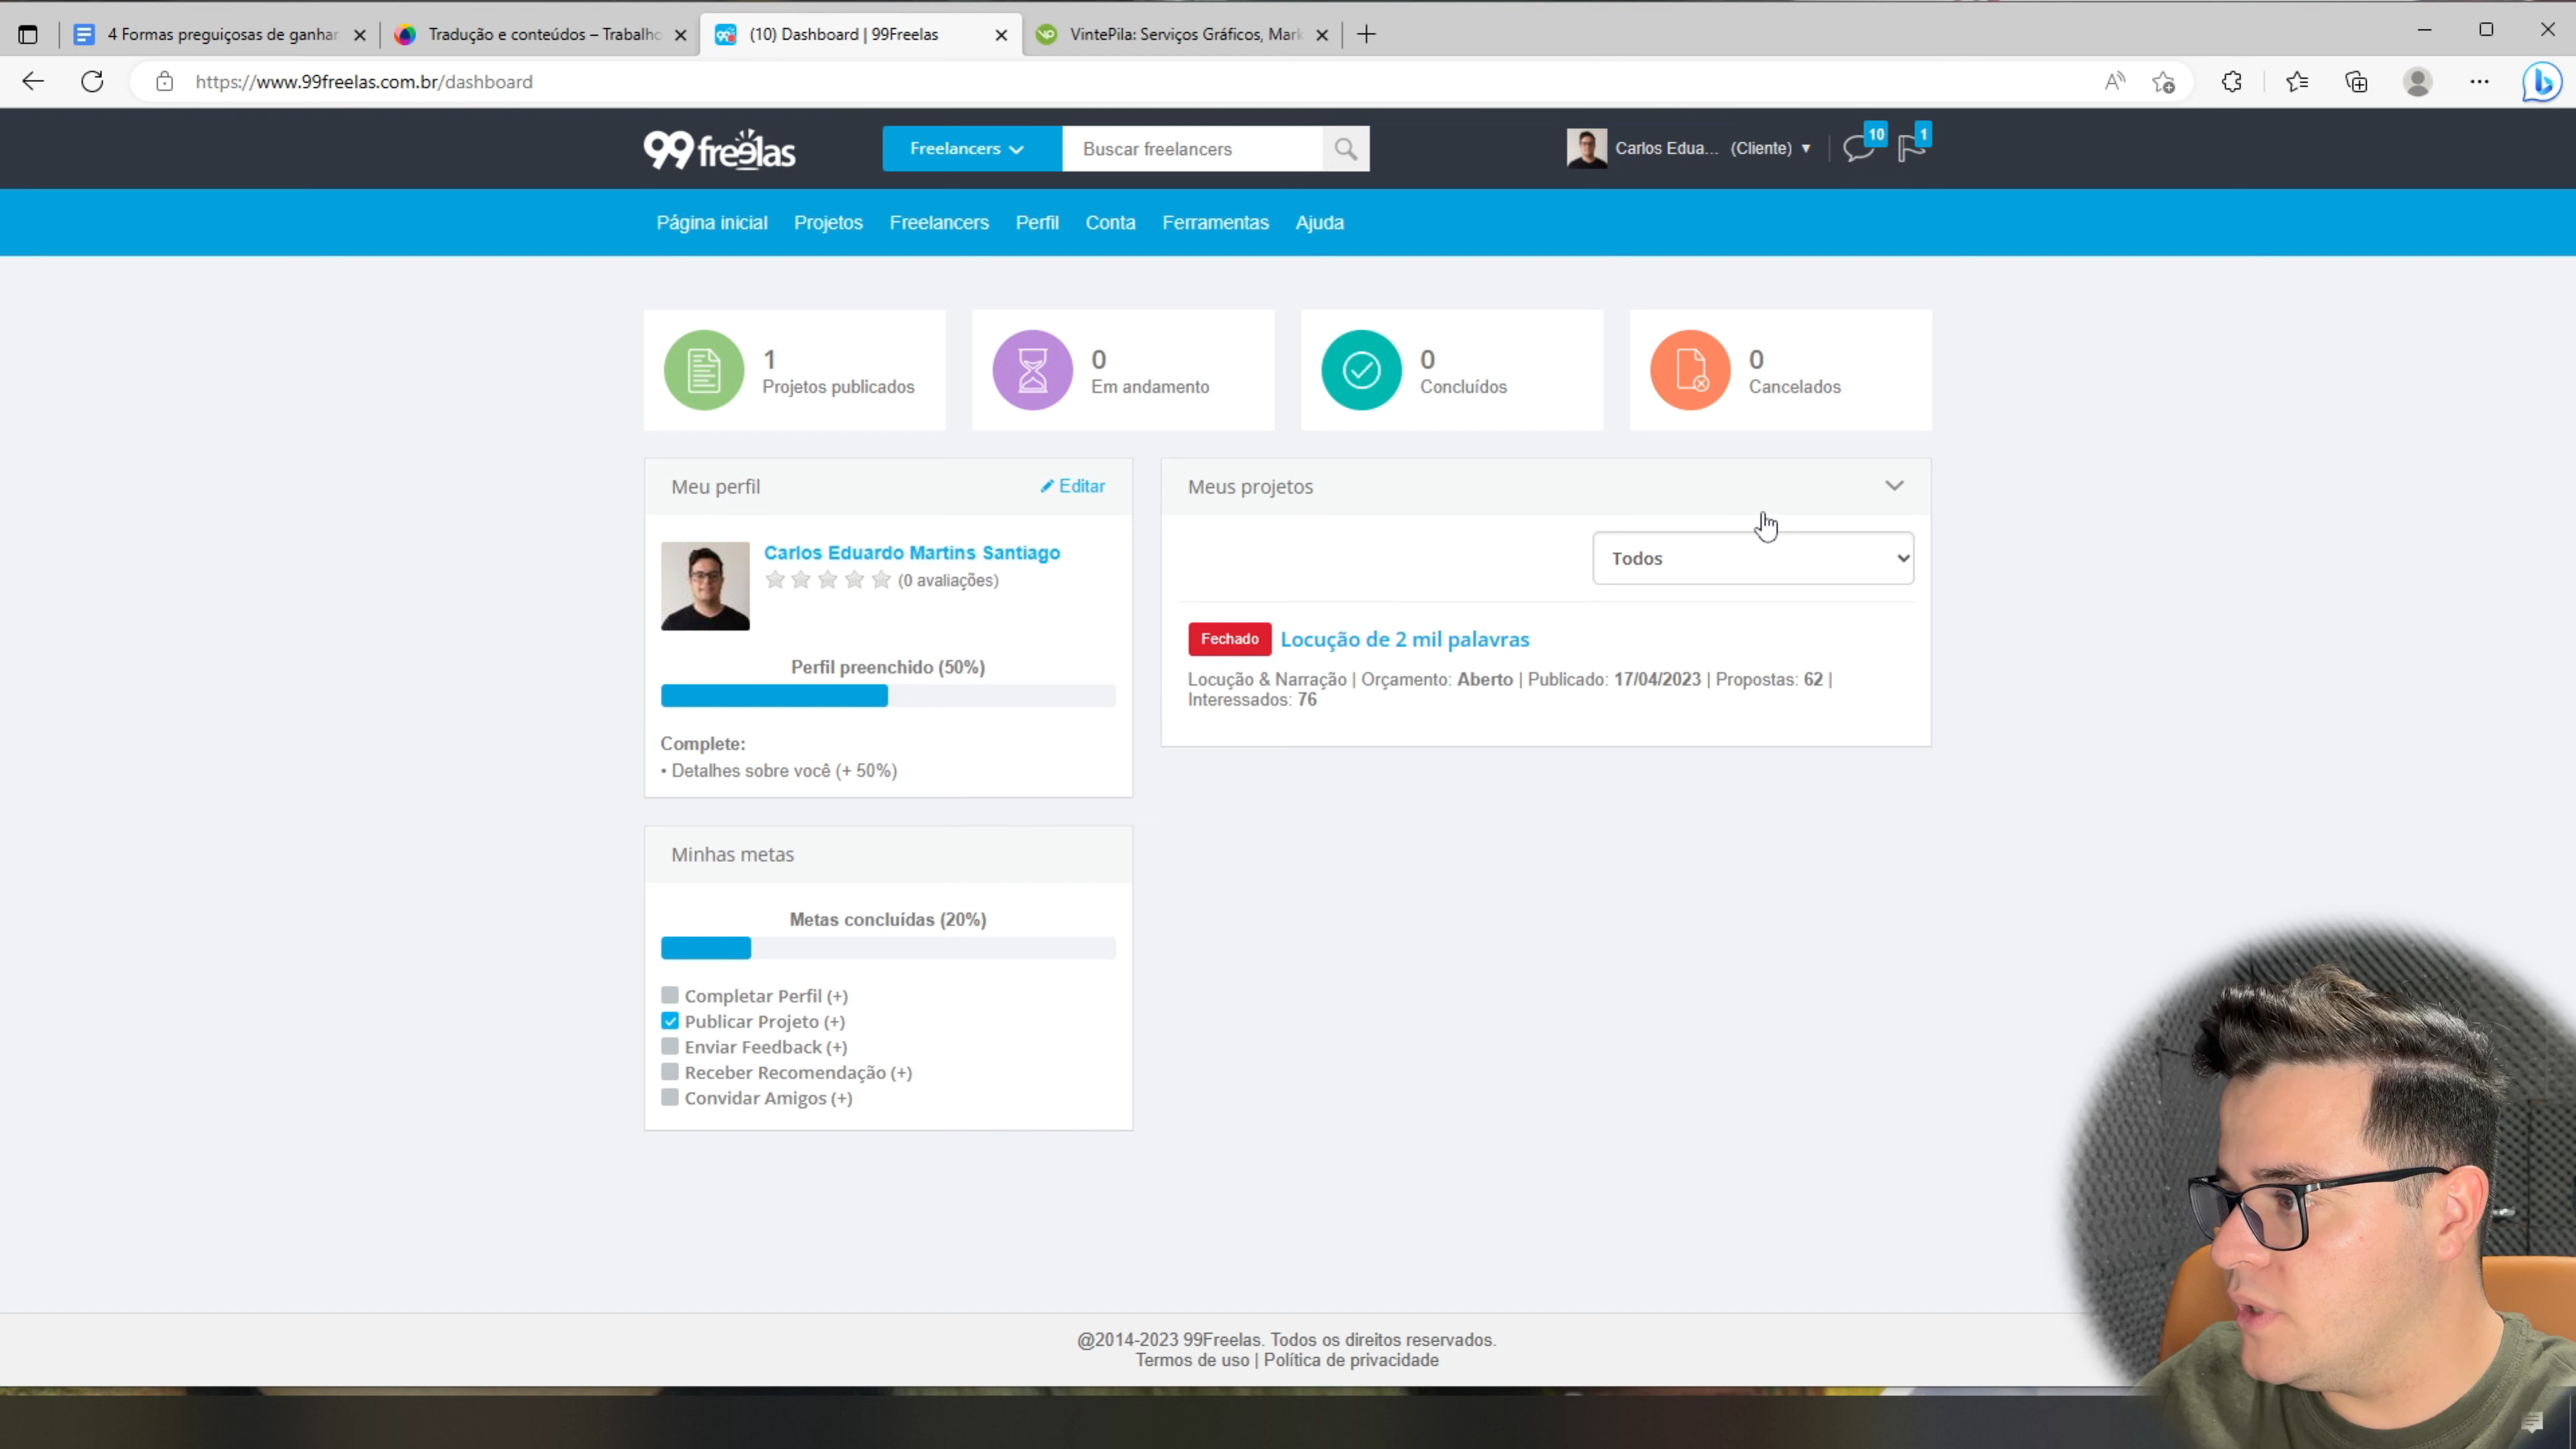 4 Formas preguiçosas de ganhar
Tradução e conteúdos – Trabalho
(10) Dashboard | 99Freelas
VintePila: Serviços Gráficos, Mark
https://www.99freelas.com.br/dashboard
99freelas
Freelancers
Buscar freelancers
Carlos Edua... (Cliente)
10
1
Página inicial Projetos Freelancers Perfil Conta Ferramentas Ajuda
1
Projetos publicados
0
Em andamento
0
Concluídos
0
Cancelados
Meu perfil
Editar
Carlos Eduardo Martins Santiago
(0 avaliações)
Perfil preenchido (50%)
Complete:
• Detalhes sobre você (+ 50%)
Meus projetos
Todos
Fechado Locução de 2 mil palavras
Locução & Narração | Orçamento: Aberto | Publicado: 17/04/2023 | Propostas: 62 |
Interessados: 76
Minhas metas
Metas concluídas (20%)
Completar Perfil (+)
Publicar Projeto (+)
Enviar Feedback (+)
Receber Recomendação (+)
Convidar Amigos (+)
@2014-2023 99Freelas. Todos os direitos reservados.
Termos de uso | Política de privacidade